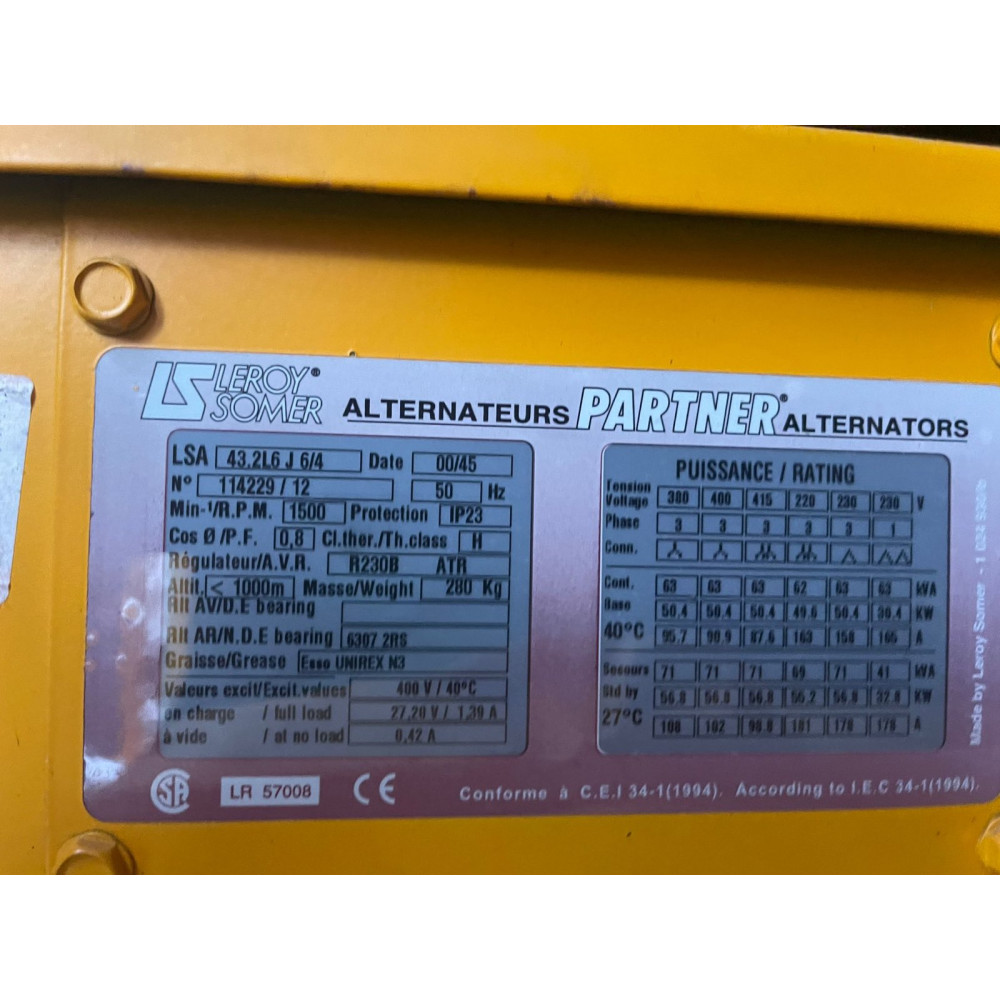 LS LEROY® SOMER ALTERNATEURS PARTNER® ALTERNATORS
LSA 43.2L6 J 6/4 Date 00/45
N° 114229 / 12 50 Hz
Min-¹/R.P.M. 1500 Protection IP23
Cos Ø /P.F. 0,8 Cl.ther./Th.class H
Régulateur/A.V.R. R230B ATR
Altit. < 1000m Masse/Weight 280 Kg
Rlt AV/D.E bearing
Rlt AR/N.D.E bearing 6307 2RS
Graisse/Grease Esso UNIREX N3
Valeurs excit/Excit.values 400 V / 40°C
en charge / full load 27,20 V / 1,39 A
à vide / at no load 0,42 A
PUISSANCE / RATING
Tension
Voltage 380 400 415 220 230 230 V
Phase 3 3 3 3 3 1
Conn.
Cont. 63 63 63 62 63 63 kVA
Base 50.4 50.4 50.4 49.6 50.4 30.4 KW
40°C 95.7 90.9 87.6 163 158 165 A
Secours 71 71 71 69 71 41 kVA
Std by 56.8 56.8 56.8 55.2 56.8 32.8 KW
27°C 108 102 98.8 181 178 178 A
Made by Leroy Somer - 1 024
SA LR 57008 CE Conforme à C.E.I 34-1(1994). According to I.E.C 34-1(1994).